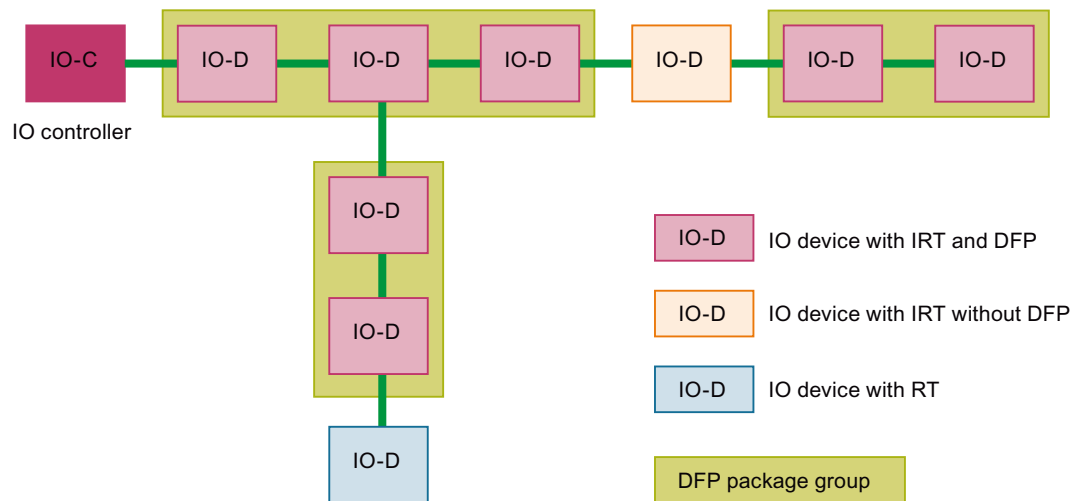 IO-C
IO-D
IO-D
IO-D
IO-D
IO-D
IO-D
IO controller
IO-D
IO-D
IO-D
IO-D
IO device with IRT and DFP
IO-D
IO device with IRT without DFP
IO-D
IO device with RT
DFP package group